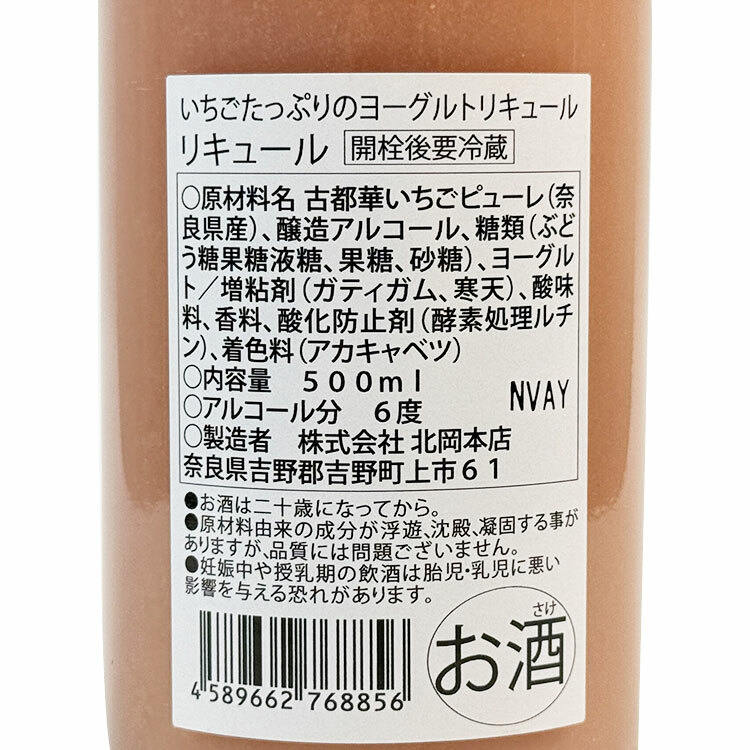 いちごたっぷりのヨーグルトリキュール
リキュール 開栓後要冷蔵
○原材料名 古都華いちごピューレ(奈
良県産)、醸造アルコール、糖類(ぶど
う糖果糖液糖、果糖、砂糖)、ヨーグル
ト/増粘剤(ガティガム、寒天)、酸味
料、香料、酸化防止剤(酵素処理ルチ
ン)、着色料(アカキャベツ)
○内容量 500ml
NVAY
○アルコール分 6度
○製造者 株式会社 北岡本店
奈良県吉野郡吉野町上市61
●お酒は二十歳になってから。
●原材料由来の成分が浮遊、沈殿、凝固する事が
ありますが、品質には問題ございません。
●妊娠中や授乳期の飲酒は胎児・乳児に悪い
影響を与える恐れがあります。
さけ
お酒
4589662768856